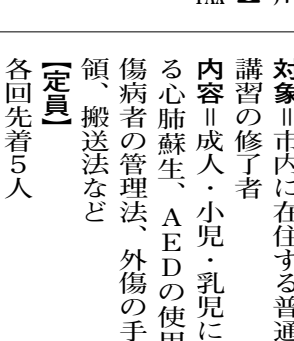 対象＝市内に在住する普通
講習の修了者
内容＝成人・小児・乳児に
る心肺蘇生、AEDの使用
傷病者の管理法、外傷の手
領、搬送法など
【定員】
各回先着5人